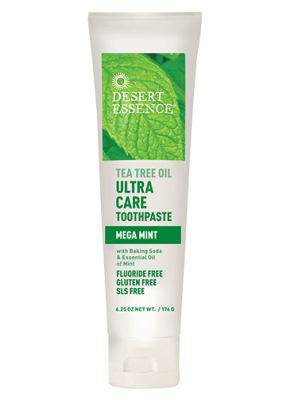 DESERT
ESSENCE®
TEA TREE OIL
ULTRA
CARE
TOOTHPASTE
MEGA MINT
with Baking Soda
& Essential Oil
of Mint
FLUORIDE FREE
GLUTEN FREE
SLS FREE
6.25 OZ NET WT. / 176 G